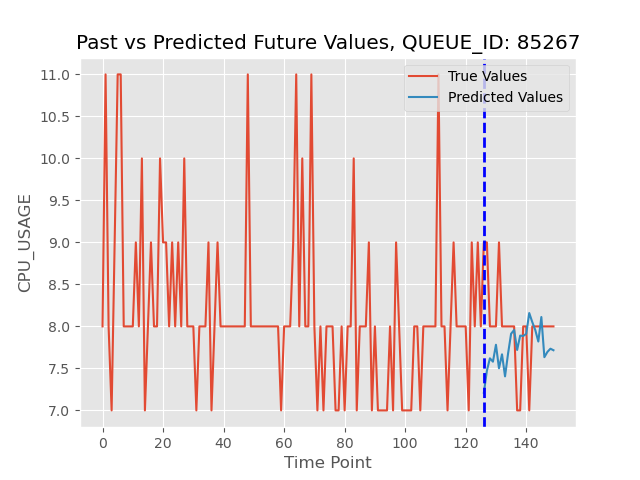 Past vs Predicted Future Values, QUEUE_ID: 85267
True Values
Predicted Values
CPU_USAGE
11.0
10.5
10.0
9.5
9.0
8.5
8.0
7.5
7.0
0 20 40 60 80 100 120 140
Time Point